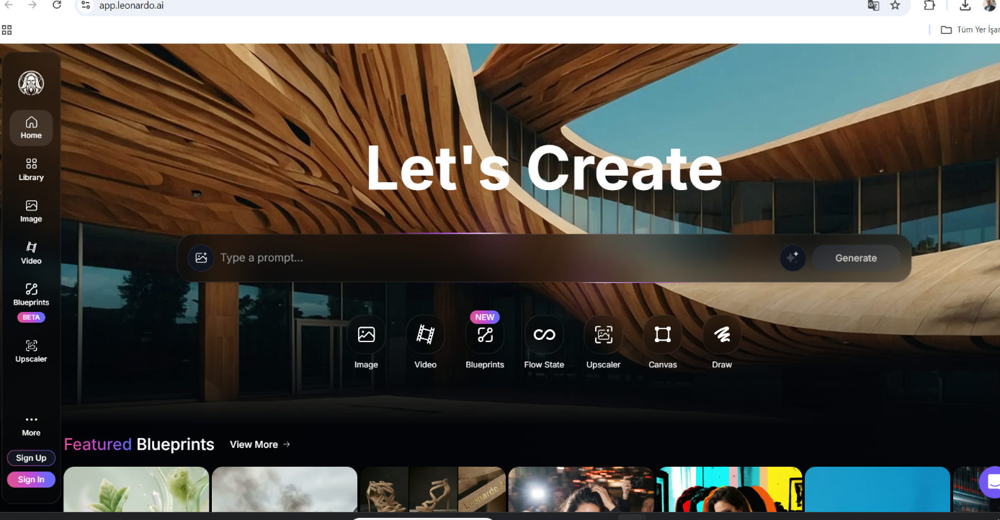 app.leonardo.ai
Tüm Yer İşar
Home
Library
Image
Video
Blueprints
BETA
Upscaler
More
Sign Up
Sign In
Let's Create
Type a prompt...
Generate
NEW
Image
Video
Blueprints
Flow State
Upscaler
Canvas
Draw
Featured Blueprints
View More →
Leonardo